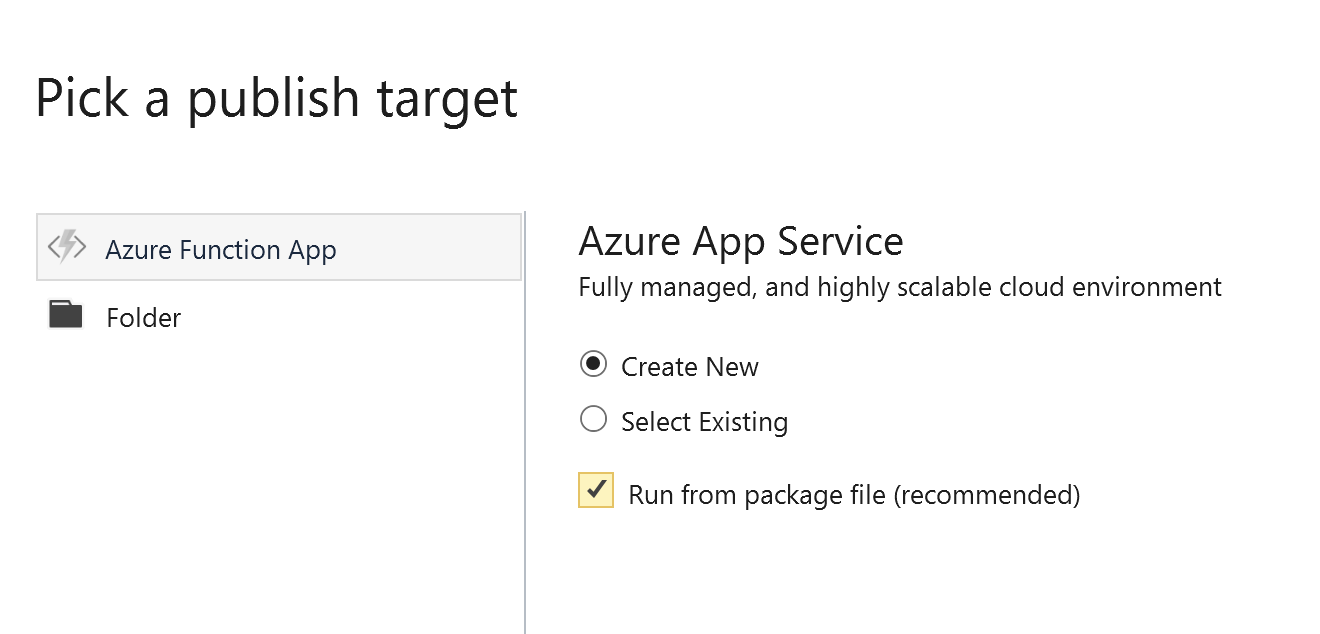 Pick a publish target
Azure Function App
Folder
Azure App Service
Fully managed, and highly scalable cloud environment
Create New
Select Existing
Run from package file (recommended)